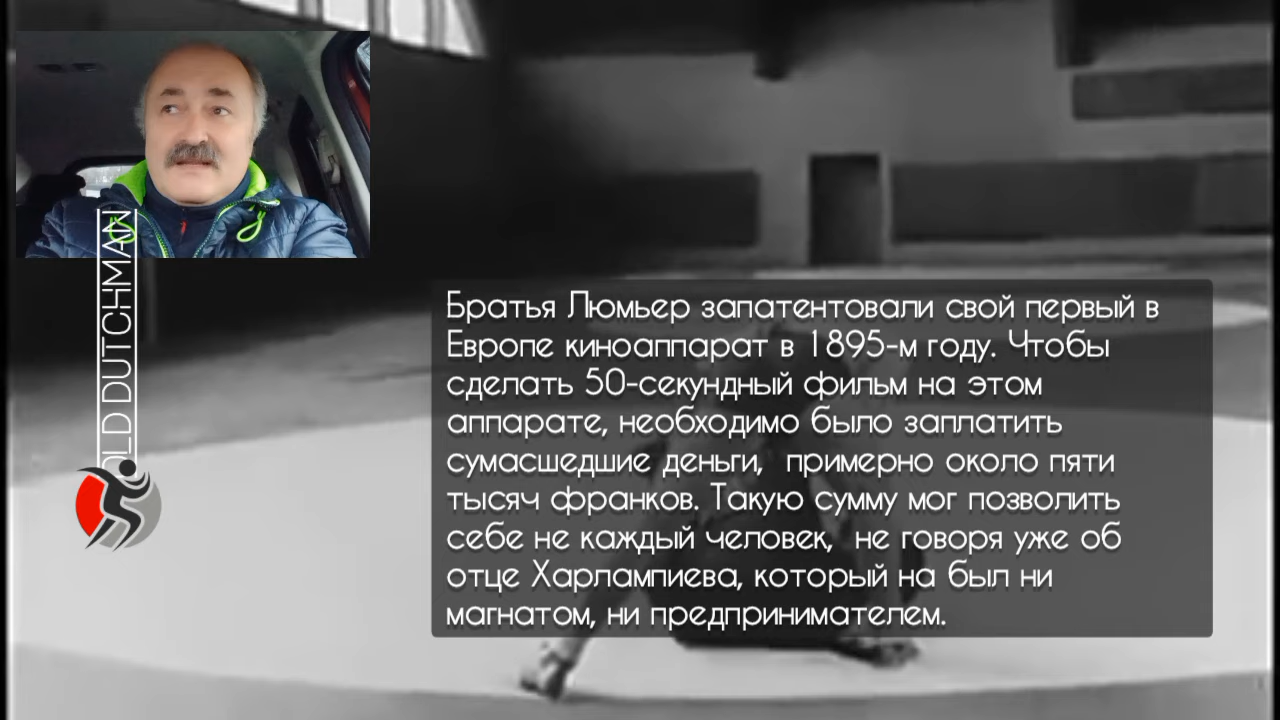 OLD DUTCHMAN
Братья Люмьер запатентовали свой первый в
Европе киноаппарат в 1895-м году. Чтобы
сделать 50-секундный фильм на этом
аппарате, необходимо было заплатить
сумасшедшие деньги,  примерно около пяти
тысяч франков. Такую сумму мог позволить
себе не каждый человек,  не говоря уже об
отце Харлампиева, который на был ни
магнатом, ни предпринимателем.